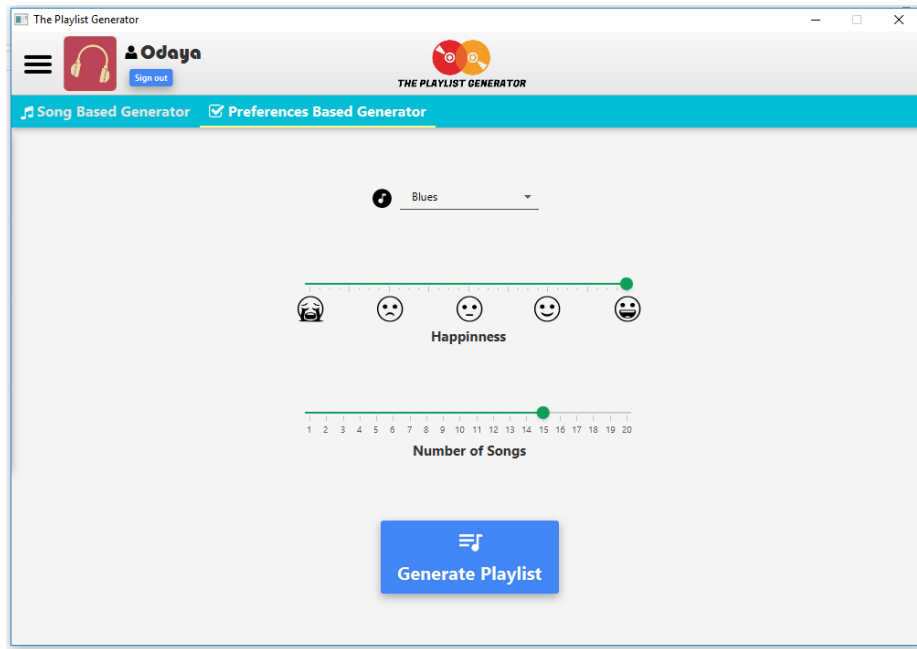 The Playlist Generator
Odaya
Sign out
THE PLAYLIST GENERATOR
Song Based Generator Preferences Based Generator
Blues
Happinness
1 2 3 4 5 6 7 8 9 10 11 12 13 14 15 16 17 18 19 20
Number of Songs
Generate Playlist